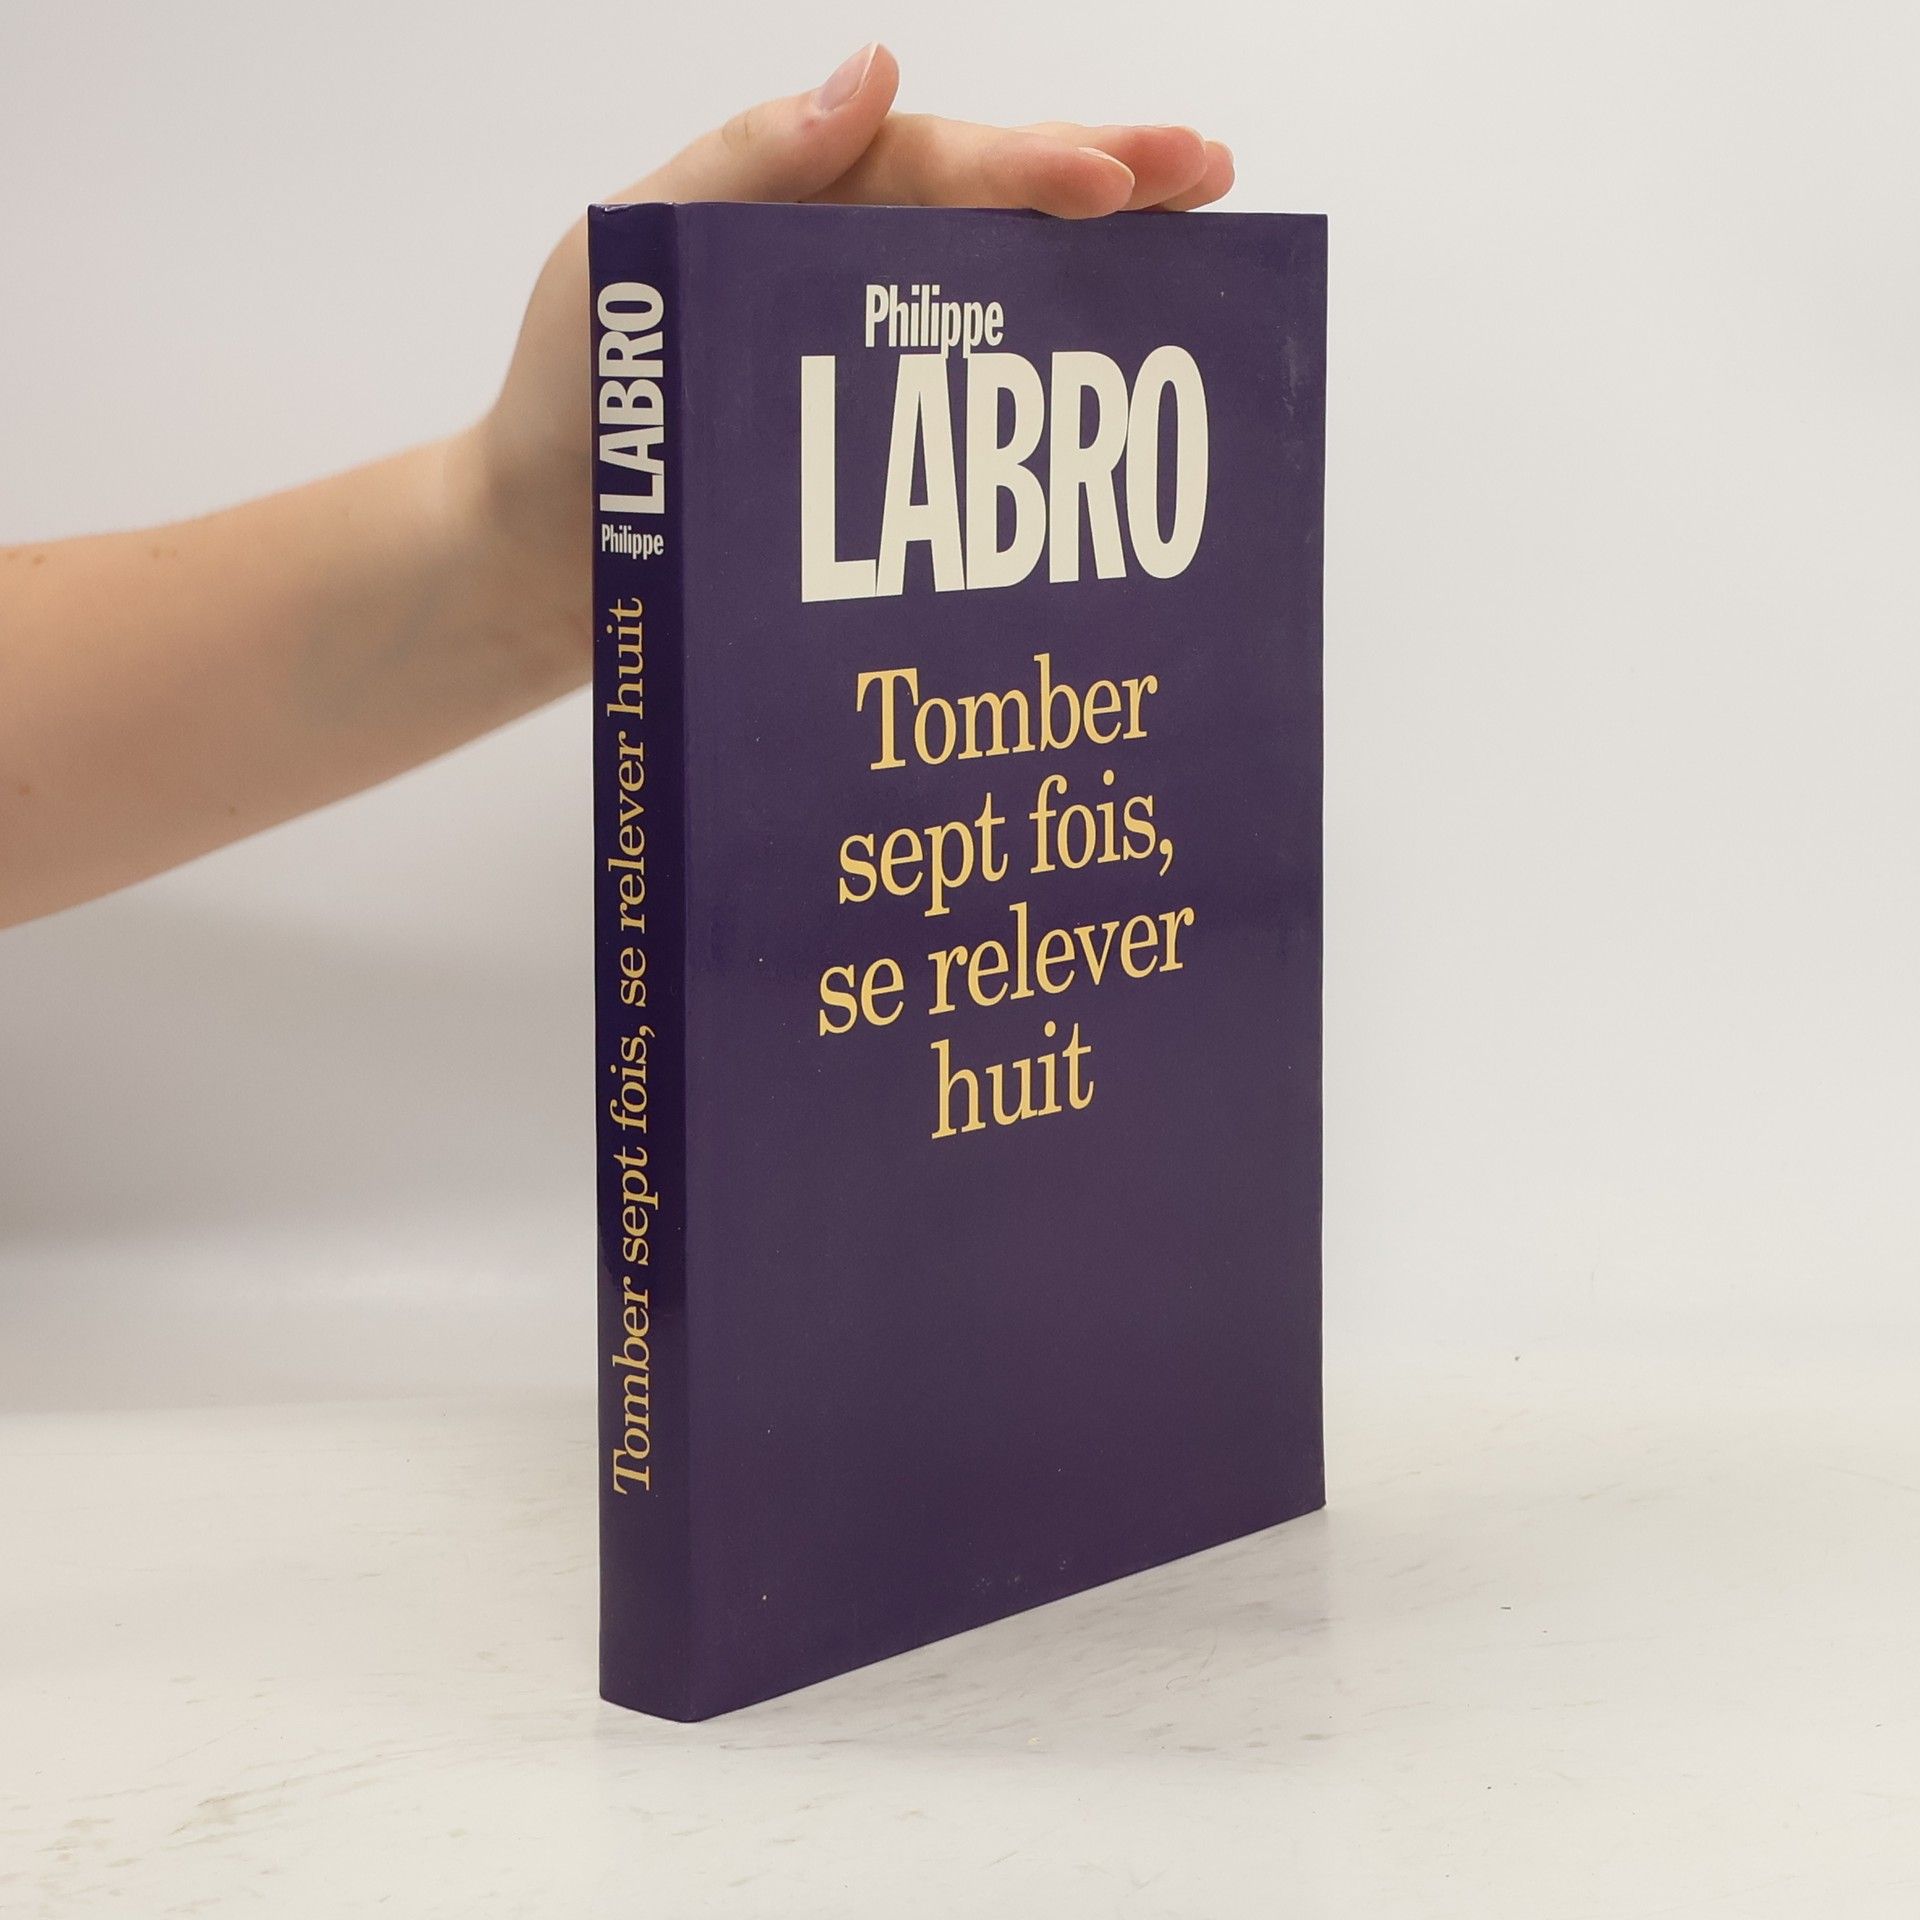 Philippe
LABRO
Tomber
sept fois,
se relever
huit
Tomber sept fois, se relever huit
Philippe LABRO